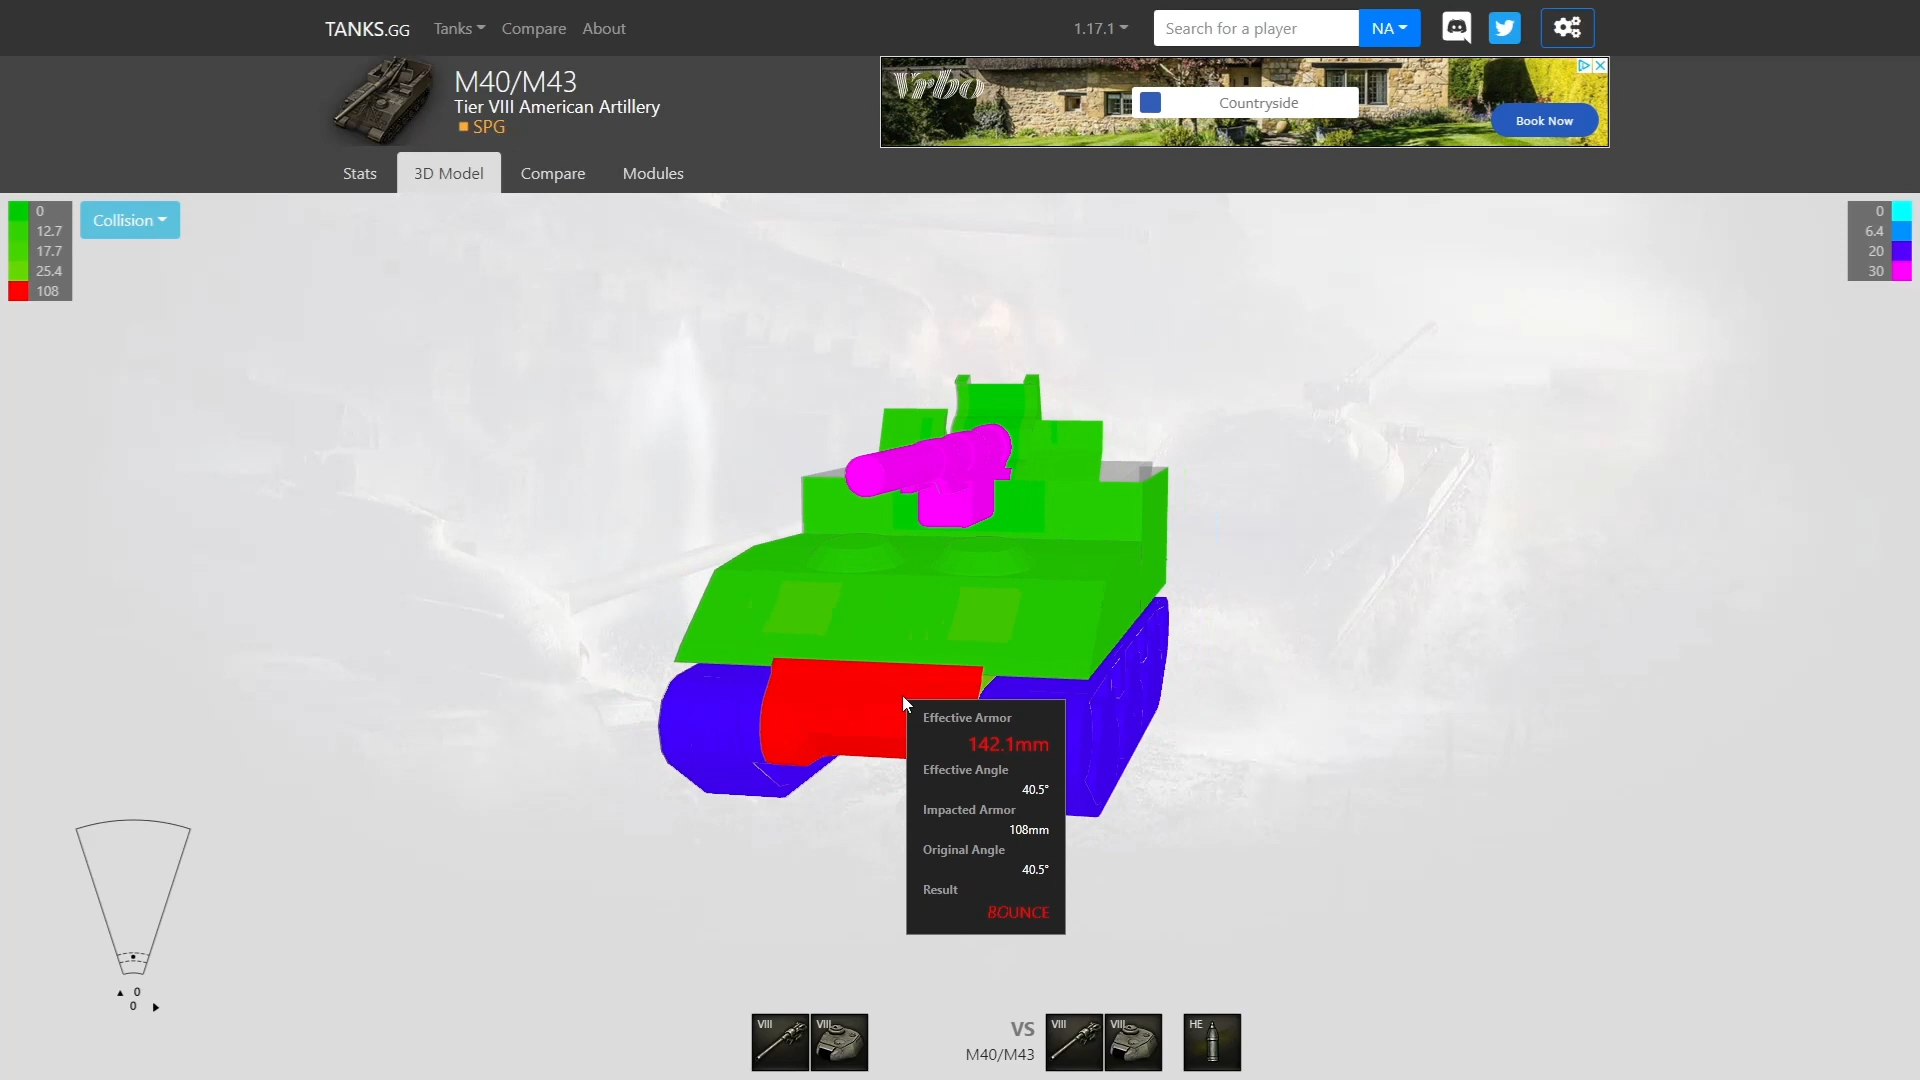 TANKS.GG Tanks Compare About 1.17.1 Search for a player NA
M40/M43
Tier VIII American Artillery
SPG
Vrbo
Countryside
Book Now
Stats 3D Model Compare Modules
Collision
0
12.7
17.7
25.4
108
0
6.4
20
30
Effective Armor
142.1mm
Effective Angle
40.5°
Impacted Armor
108mm
Original Angle
40.5°
Result
BOUNCE
0
0
VIII VIII
VS
M40/M43
VIII VIII HE